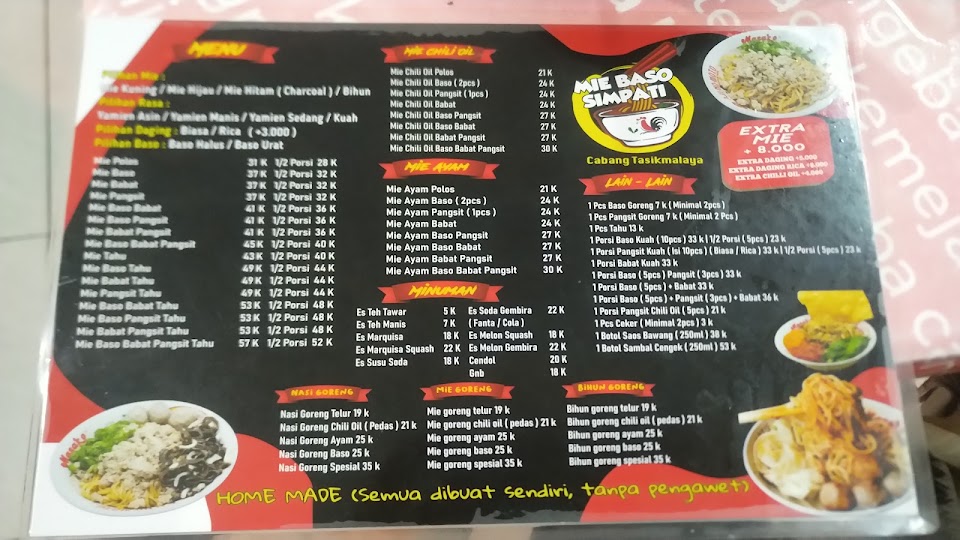 MENU
Pilihan Mie :
Mie Kuning / Mie Hijau / Mie Hitam ( Charcoal ) / Bihun
Pilihan Rasa :
Yamien Asin / Yamien Manis / Yamien Sedang / Kuah
Pilihan Daging : Biasa / Rica ( +3.000 )
Pilihan Baso : Baso Halus / Baso Urat
Mie Polos 31 K 1/2 Porsi 28 K
Mie Baso 37 K 1/2 Porsi 32 K
Mie Babat 37 K 1/2 Porsi 32 K
Mie Pangsit 37 K 1/2 Porsi 32 K
Mie Baso Babat 41 K 1/2 Porsi 36 K
Mie Baso Pangsit 41 K 1/2 Porsi 36 K
Mie Babat Pangsit 41 K 1/2 Porsi 36 K
Mie Baso Babat Pangsit 45 K 1/2 Porsi 40 K
Mie Tahu 43 K 1/2 Porsi 40 K
Mie Baso Tahu 49 K 1/2 Porsi 44 K
Mie Babat Tahu 49 K 1/2 Porsi 44 K
Mie Pangsit Tahu 49 K 1/2 Porsi 44 K
Mie Baso Babat Tahu 53 K 1/2 Porsi 48 K
Mie Baso Pangsit Tahu 53 K 1/2 Porsi 48 K
Mie Babat Pangsit Tahu 53 K 1/2 Porsi 48 K
Mie Baso Babat Pangsit Tahu 57 K 1/2 Porsi 52 K
MIE CHILI OIL
Mie Chili Oil Polos 21 K
Mie Chili Oil Baso ( 2pcs ) 24 K
Mie Chili Oil Pangsit ( 1pcs ) 24 K
Mie Chili Oil Babat 24 K
Mie Chili Oil Baso Pangsit 27 K
Mie Chili Oil Baso Babat 27 K
Mie Chili Oil Babat Pangsit 27 K
Mie Chili Oil Baso Babat Pangsit 30 K
MIE AYAM
Mie Ayam Polos 21 K
Mie Ayam Baso ( 2pcs ) 24 K
Mie Ayam Pangsit ( 1pcs ) 24 K
Mie Ayam Babat 24 K
Mie Ayam Baso Pangsit 27 K
Mie Ayam Baso Babat 27 K
Mie Ayam Babat Pangsit 27 K
Mie Ayam Baso Babat Pangsit 30 K
MINUMAN
Es Teh Tawar 5 K
Es Teh Manis 7 K
Es Marquisa 18 K
Es Marquisa Squash 22 K
Es Susu Soda 18 K
Es Soda Gembira 22 K
( Fanta / Cola )
Es Melon Squash 18 K
Es Melon Gembira 22 K
Cendol 20 K
Gnb 18 K
MIE BASO
SIMPATI
Cabang Tasikmalaya
EXTRA
MIE
+ 8.000
EXTRA DAGING +5.000
EXTRA DAGING RICA +8.000
EXTRA CHILLI OIL +4.000
LAIN - LAIN
1 Pcs Baso Goreng 7 k ( Minimal 2pcs )
1 Pcs Pangsit Goreng 7 k ( Minimal 2 Pcs )
1 Pcs Tahu 13 k
1 Porsi Baso Kuah ( 10pcs ) 33 k | 1/2 Porsi ( 5pcs ) 23 k
1 Porsi Pangsit Kuah ( Isi 10pcs ) ( Biasa / Rica ) 33 k | 1/2 Porsi ( 5pcs ) 23 k
1 Porsi Babat Kuah 33 k
1 Porsi Baso ( 5pcs ) Pangsit ( 3pcs ) 33 k
1 Porsi Baso ( 5pcs ) + Babat 33 k
1 Porsi Baso ( 5pcs ) + Pangsit ( 3pcs ) + Babat 36 k
1 Porsi Pangsit Chili Oil ( 5pcs ) 21 k
1 Pcs Ceker ( Minimal 2pcs ) 3 k
1 Botol Saos Bawang ( 250ml ) 38 k
1 Botol Sambal Cengek ( 250ml ) 53 k
NASI GORENG
Nasi Goreng Telur 19 k
Nasi Goreng Chili Oil ( Pedas ) 21 k
Nasi Goreng Ayam 25 k
Nasi Goreng Baso 25 k
Nasi Goreng Spesial 35 k
MIE GORENG
Mie goreng telur 19 k
Mie goreng chili oil ( pedas ) 21 k
Mie goreng ayam 25 k
Mie goreng baso 25 k
Mie goreng spesial 35 k
BIHUN GORENG
Bihun goreng telur 19 k
Bihun goreng chili oil ( pedas ) 21 k
Bihun goreng ayam 25 k
Bihun goreng baso 25 k
Bihun goreng spesial 35 k
HOME MADE (Semua dibuat sendiri, tanpa pengawet)